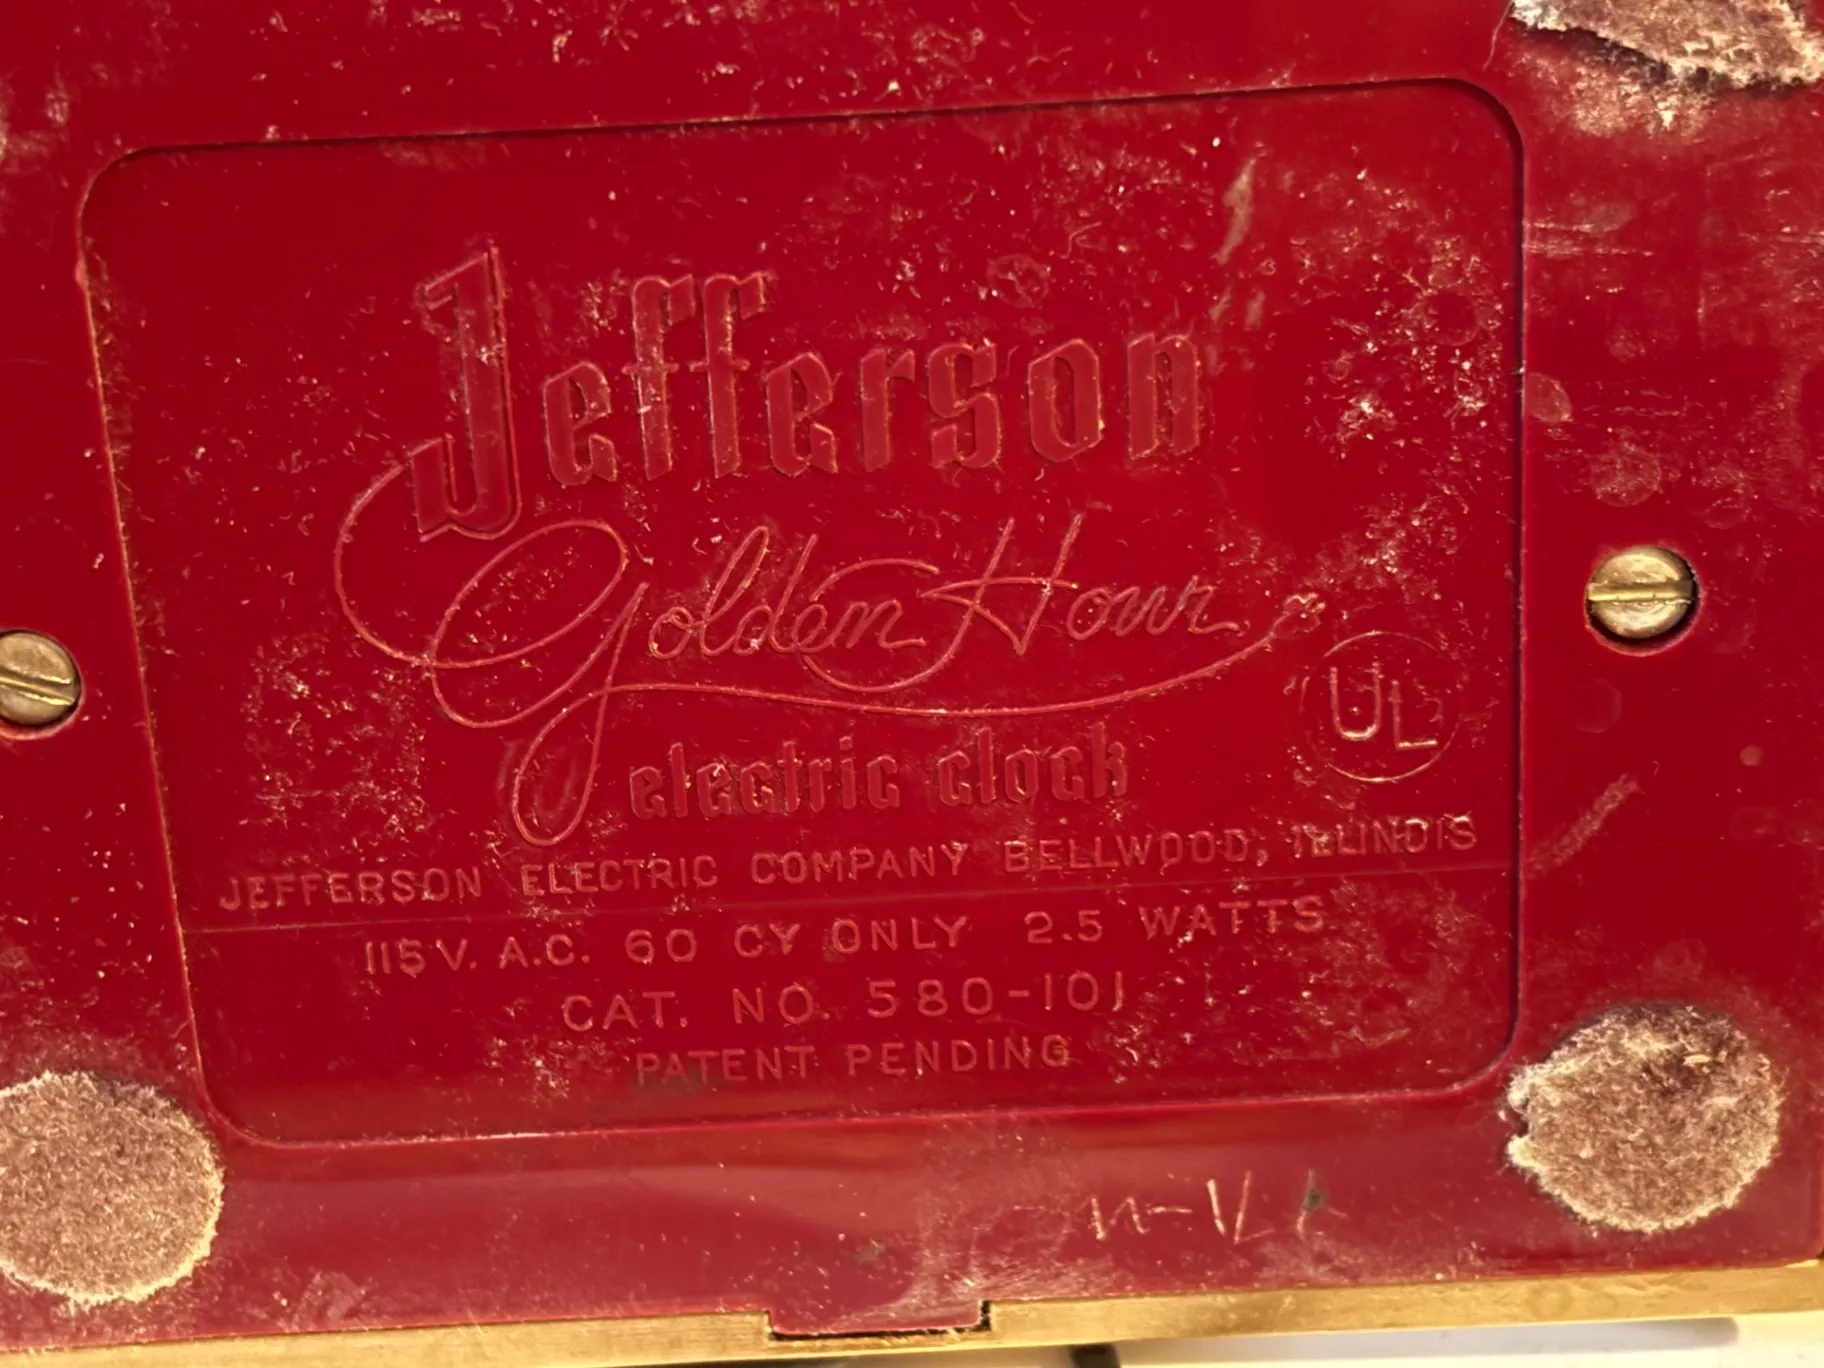 Jefferson
Golden Hour
electric clock
UL
JEFFERSON ELECTRIC COMPANY BELLWOOD, ILLINOIS
115 V. A.C. 60 CY ONLY 2.5 WATTS
CAT. NO. 580-101
PATENT PENDING